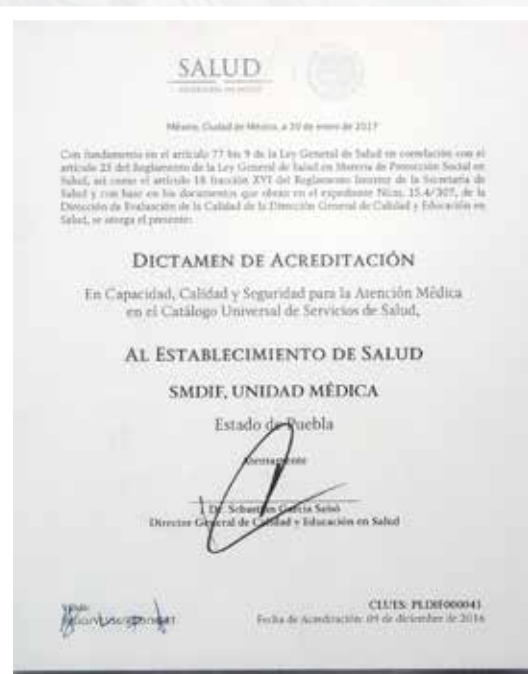 SALUD
SECRETARÍA DE SALUD
México, Ciudad de México, a 20 de enero de 2017
Con fundamento en el artículo 77 bis 9 de la Ley General de Salud en correlación con el
artículo 25 del Reglamento de la Ley General de Salud en Materia de Protección Social en
Salud, así como el artículo 18 fracción XVI del Reglamento Interior de la Secretaría de
Salud y con base en los documentos que obran en el expediente Núm. 15.4/307, de la
Dirección de Evaluación de la Calidad de la Dirección General de Calidad y Educación en
Salud, se otorga el presente:
DICTAMEN DE ACREDITACIÓN
En Capacidad, Calidad y Seguridad para la Atención Médica
en el Catálogo Universal de Servicios de Salud,
AL ESTABLECIMIENTO DE SALUD
SMDIF, UNIDAD MÉDICA
Estado de Puebla
Atentamente
Dr. Sebastián García Saisó
Director General de Calidad y Educación en Salud
CLUES: PLDIF000041
Fecha de Acreditación: 09 de diciembre de 2016